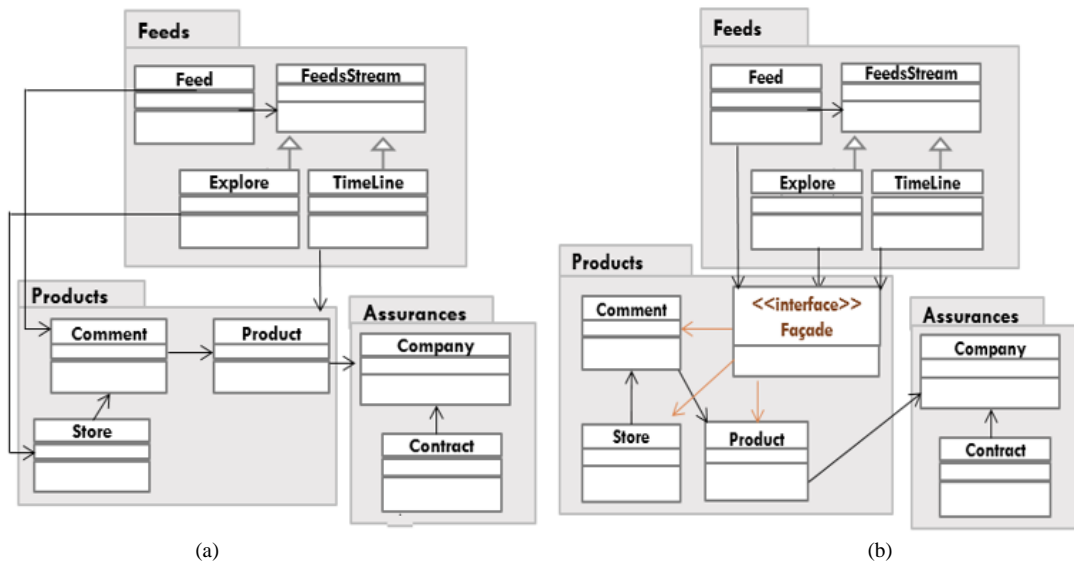 Feeds
Feed
FeedsStream
Explore
TimeLine
Products
Comment
Product
Store
Assurances
Company
Contract
(a)
Feeds
Feed
FeedsStream
Explore
TimeLine
Products
Comment
<<interface>>
Façade
Store
Product
Assurances
Company
Contract
(b)